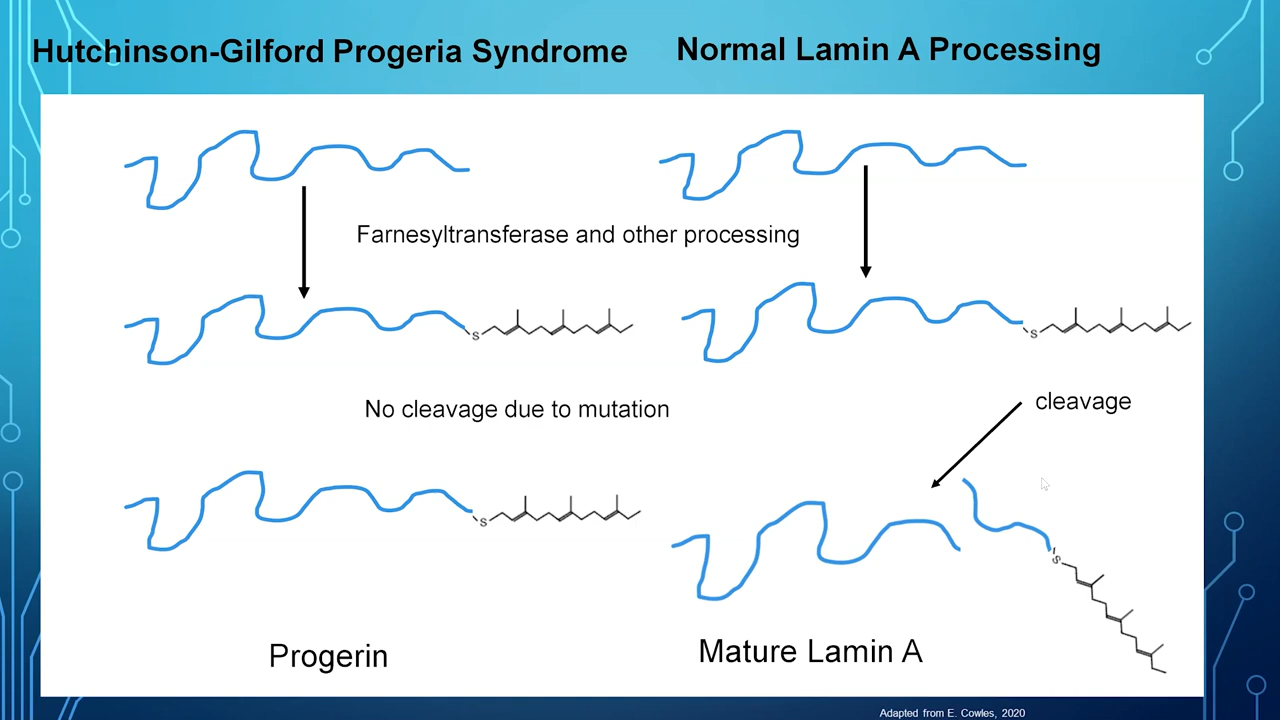 Hutchinson-Gilford Progeria Syndrome
Normal Lamin A Processing
Farnesyltransferase and other processing
S
S
No cleavage due to mutation
cleavage
S
S
Progerin
Mature Lamin A
Adapted from E. Cowles, 2020